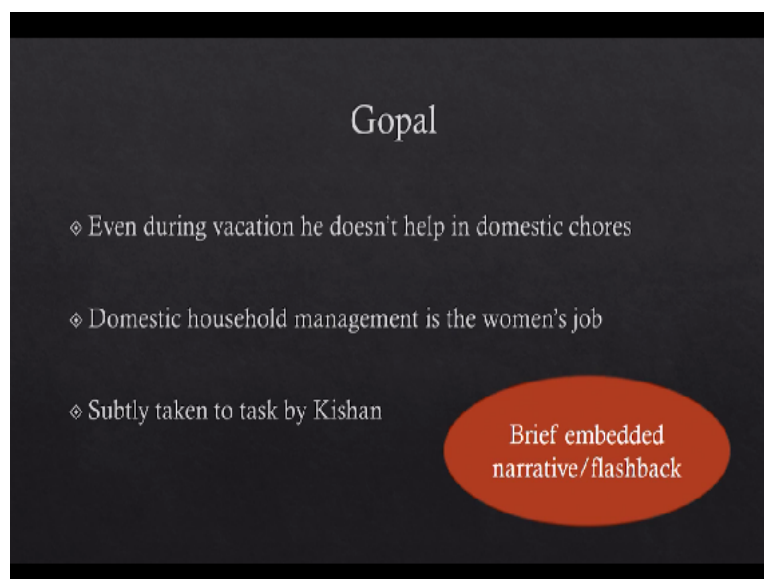 Gopal
Even during vacation he doesn't help in domestic chores
Domestic household management is the women's job
Subtly taken to task by Kishan
Brief embedded
narrative/flashback